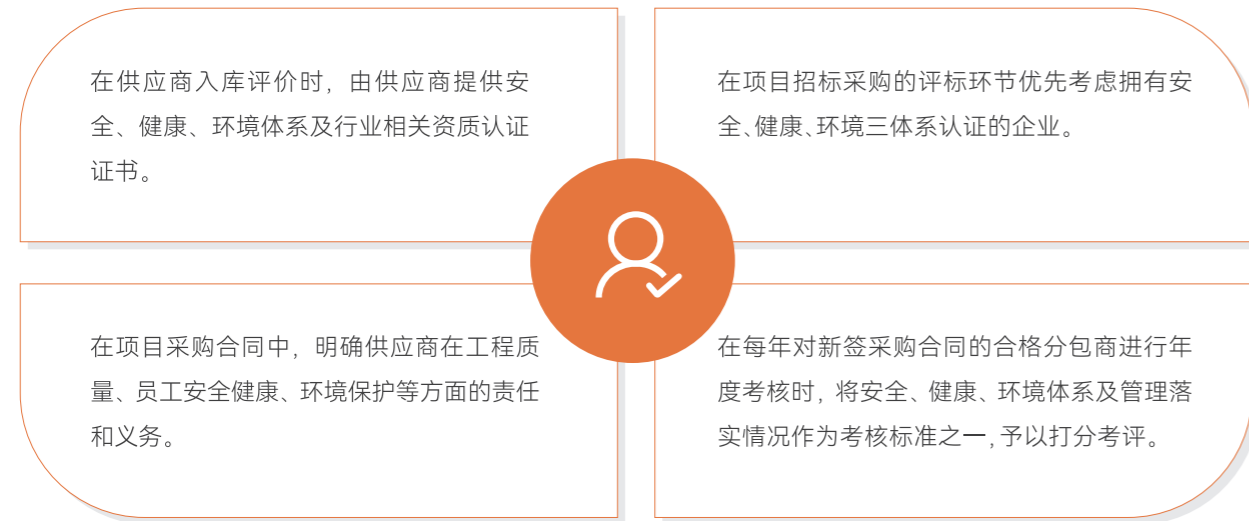 在供应商入库评价时，由供应商提供安
全、健康、环境体系及行业相关资质认证
证书。
在项目招标采购的评标环节优先考虑拥有安
全、健康、环境三体系认证的企业。
在项目采购合同中，明确供应商在工程质
量、员工安全健康、环境保护等方面的责任
和义务。
在每年对新签采购合同的合格分包商进行年
度考核时，将安全、健康、环境体系及管理落
实情况作为考核标准之一，予以打分考评。